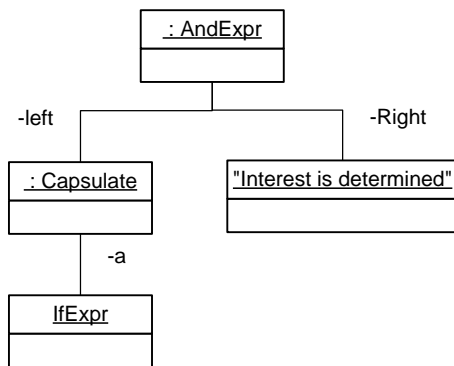 : AndExpr
-left
-Right
: Capsulate
"Interest is determined"
-a
IfExpr